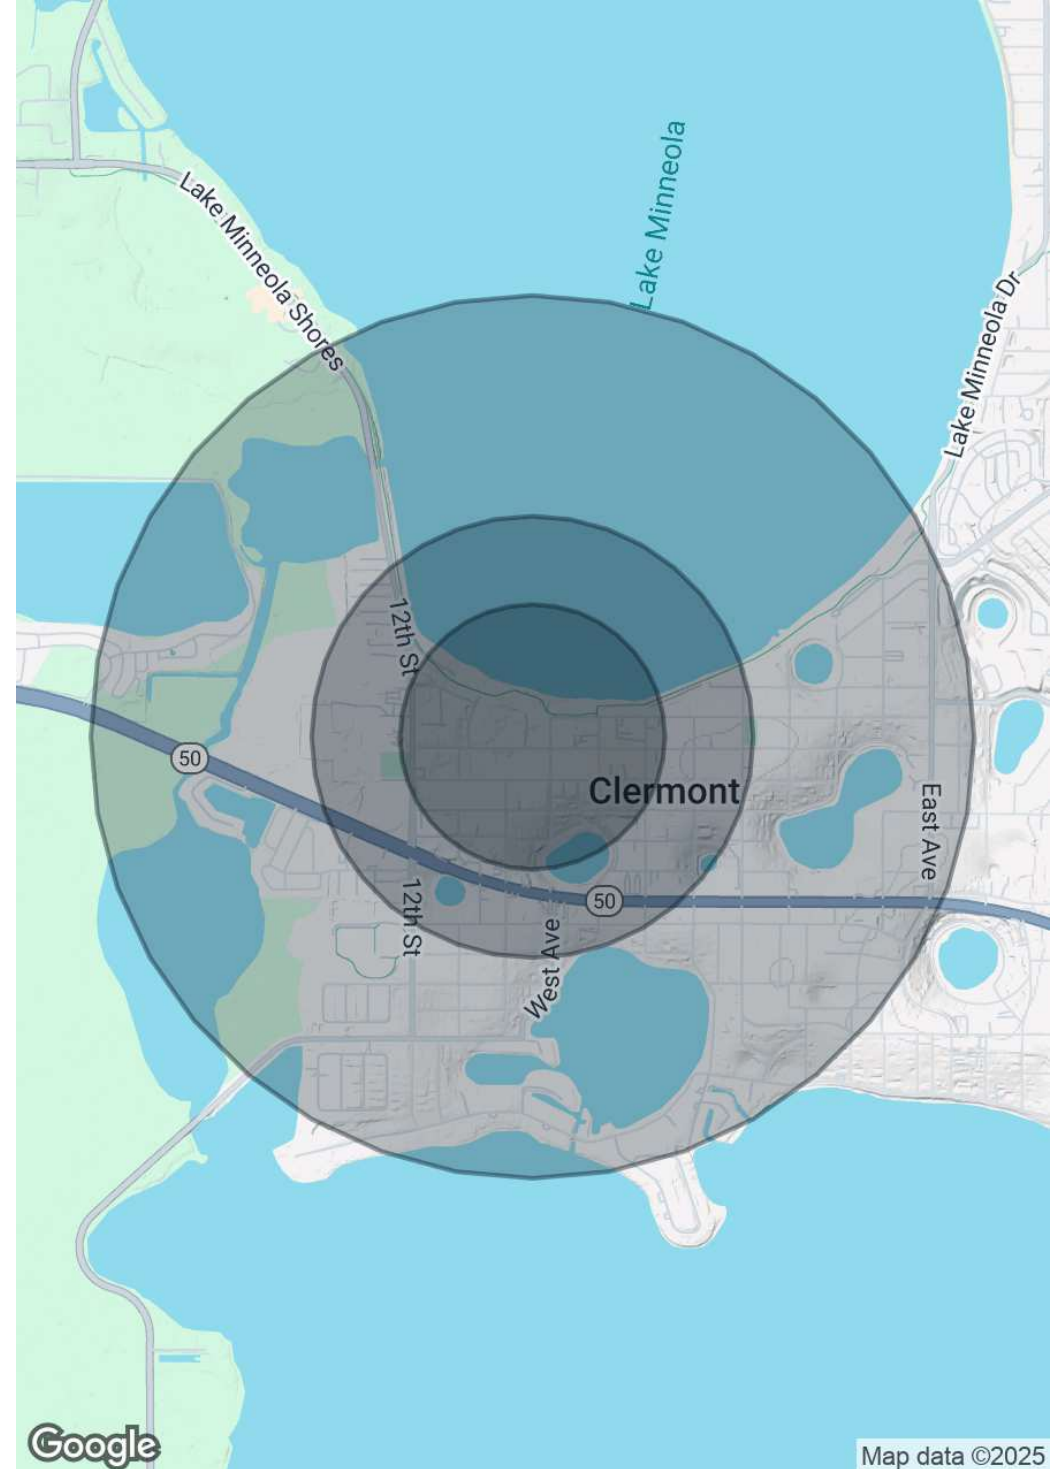 Lake Minneola
Lake Minneola Shores
Lake Minneola Dr
12th St
50
Clermont
East Ave
12th St
50
West Ave
Google
Map data ©2025